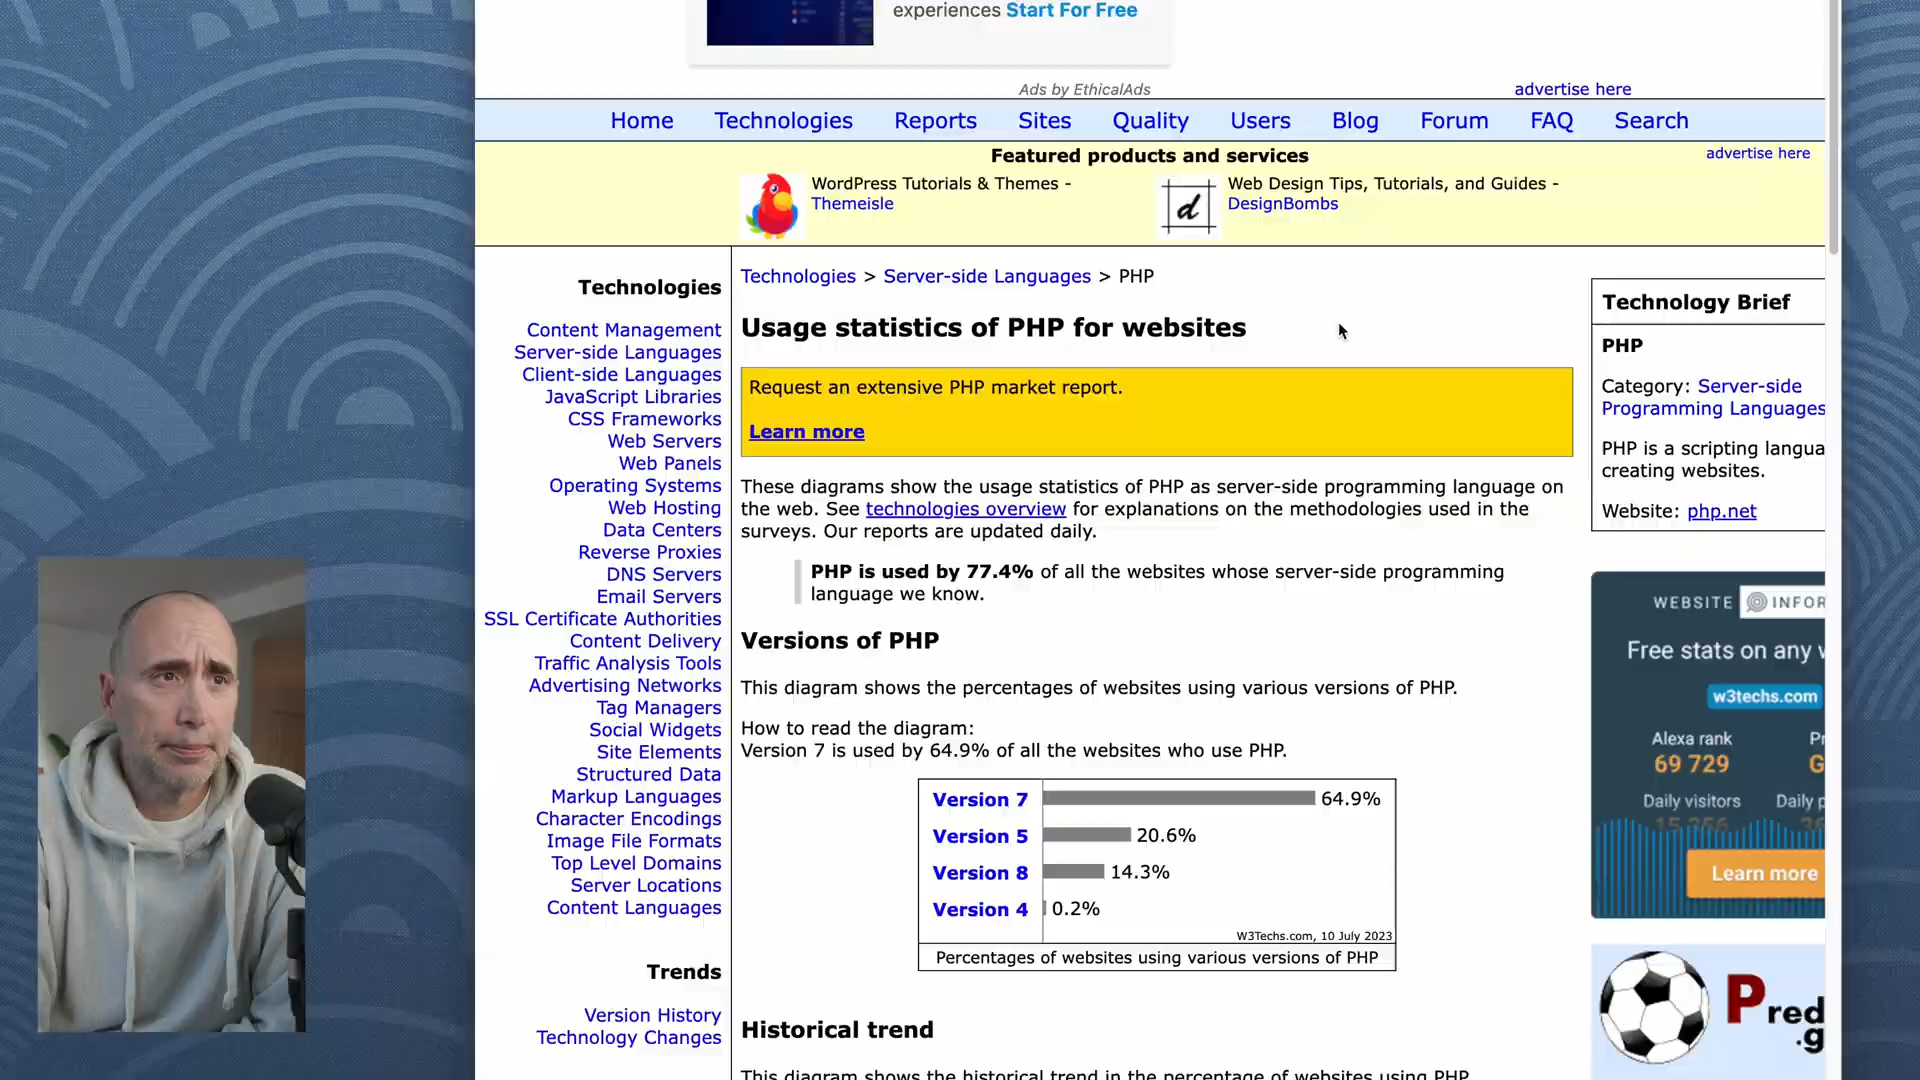 experiences Start For Free
Ads by EthicalAds
advertise here
Home Technologies Reports Sites Quality Users Blog Forum FAQ Search
Featured products and services
advertise here
WordPress Tutorials & Themes -
Themeisle
d
Web Design Tips, Tutorials, and Guides -
DesignBombs
Technologies
Content Management
Server-side Languages
Client-side Languages
JavaScript Libraries
CSS Frameworks
Web Servers
Web Panels
Operating Systems
Web Hosting
Data Centers
Reverse Proxies
DNS Servers
Email Servers
SSL Certificate Authorities
Content Delivery
Traffic Analysis Tools
Advertising Networks
Tag Managers
Social Widgets
Site Elements
Structured Data
Markup Languages
Character Encodings
Image File Formats
Top Level Domains
Server Locations
Content Languages
Trends
Version History
Technology Changes
Technologies > Server-side Languages > PHP
Usage statistics of PHP for websites
Request an extensive PHP market report.
Learn more
These diagrams show the usage statistics of PHP as server-side programming language on
the web. See technologies overview for explanations on the methodologies used in the
surveys. Our reports are updated daily.
PHP is used by 77.4% of all the websites whose server-side programming
language we know.
Versions of PHP
This diagram shows the percentages of websites using various versions of PHP.
How to read the diagram:
Version 7 is used by 64.9% of all the websites who use PHP.
Version 7 64.9%
Version 5 20.6%
Version 8 14.3%
Version 4 0.2%
W3Techs.com, 10 July 2023
Percentages of websites using various versions of PHP
Historical trend
This diagram shows the historical trend in the percentage of websites using PHP
Technology Brief
PHP
Category: Server-side
Programming Languages
PHP is a scripting langua
creating websites.
Website: php.net
WEBSITE INFOR
Free stats on any
w3techs.com
Alexa rank
69 729
Daily visitors Daily
15 356
Learn more
Pred
.g